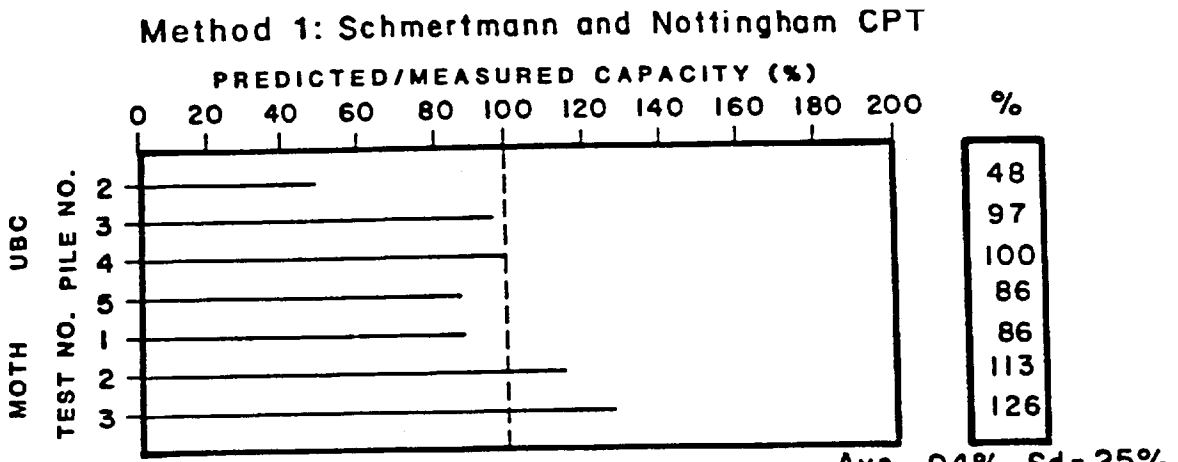 Method 1: Schmertmann and Nottingham CPT
PREDICTED/MEASURED CAPACITY (%)
0 20 40 60 80 100 120 140 160 180 200 %
UBC
PILE NO.
2 48
3 97
4 100
5 86
MOTH
TEST NO.
1 86
2 113
3 126
Sd=25%